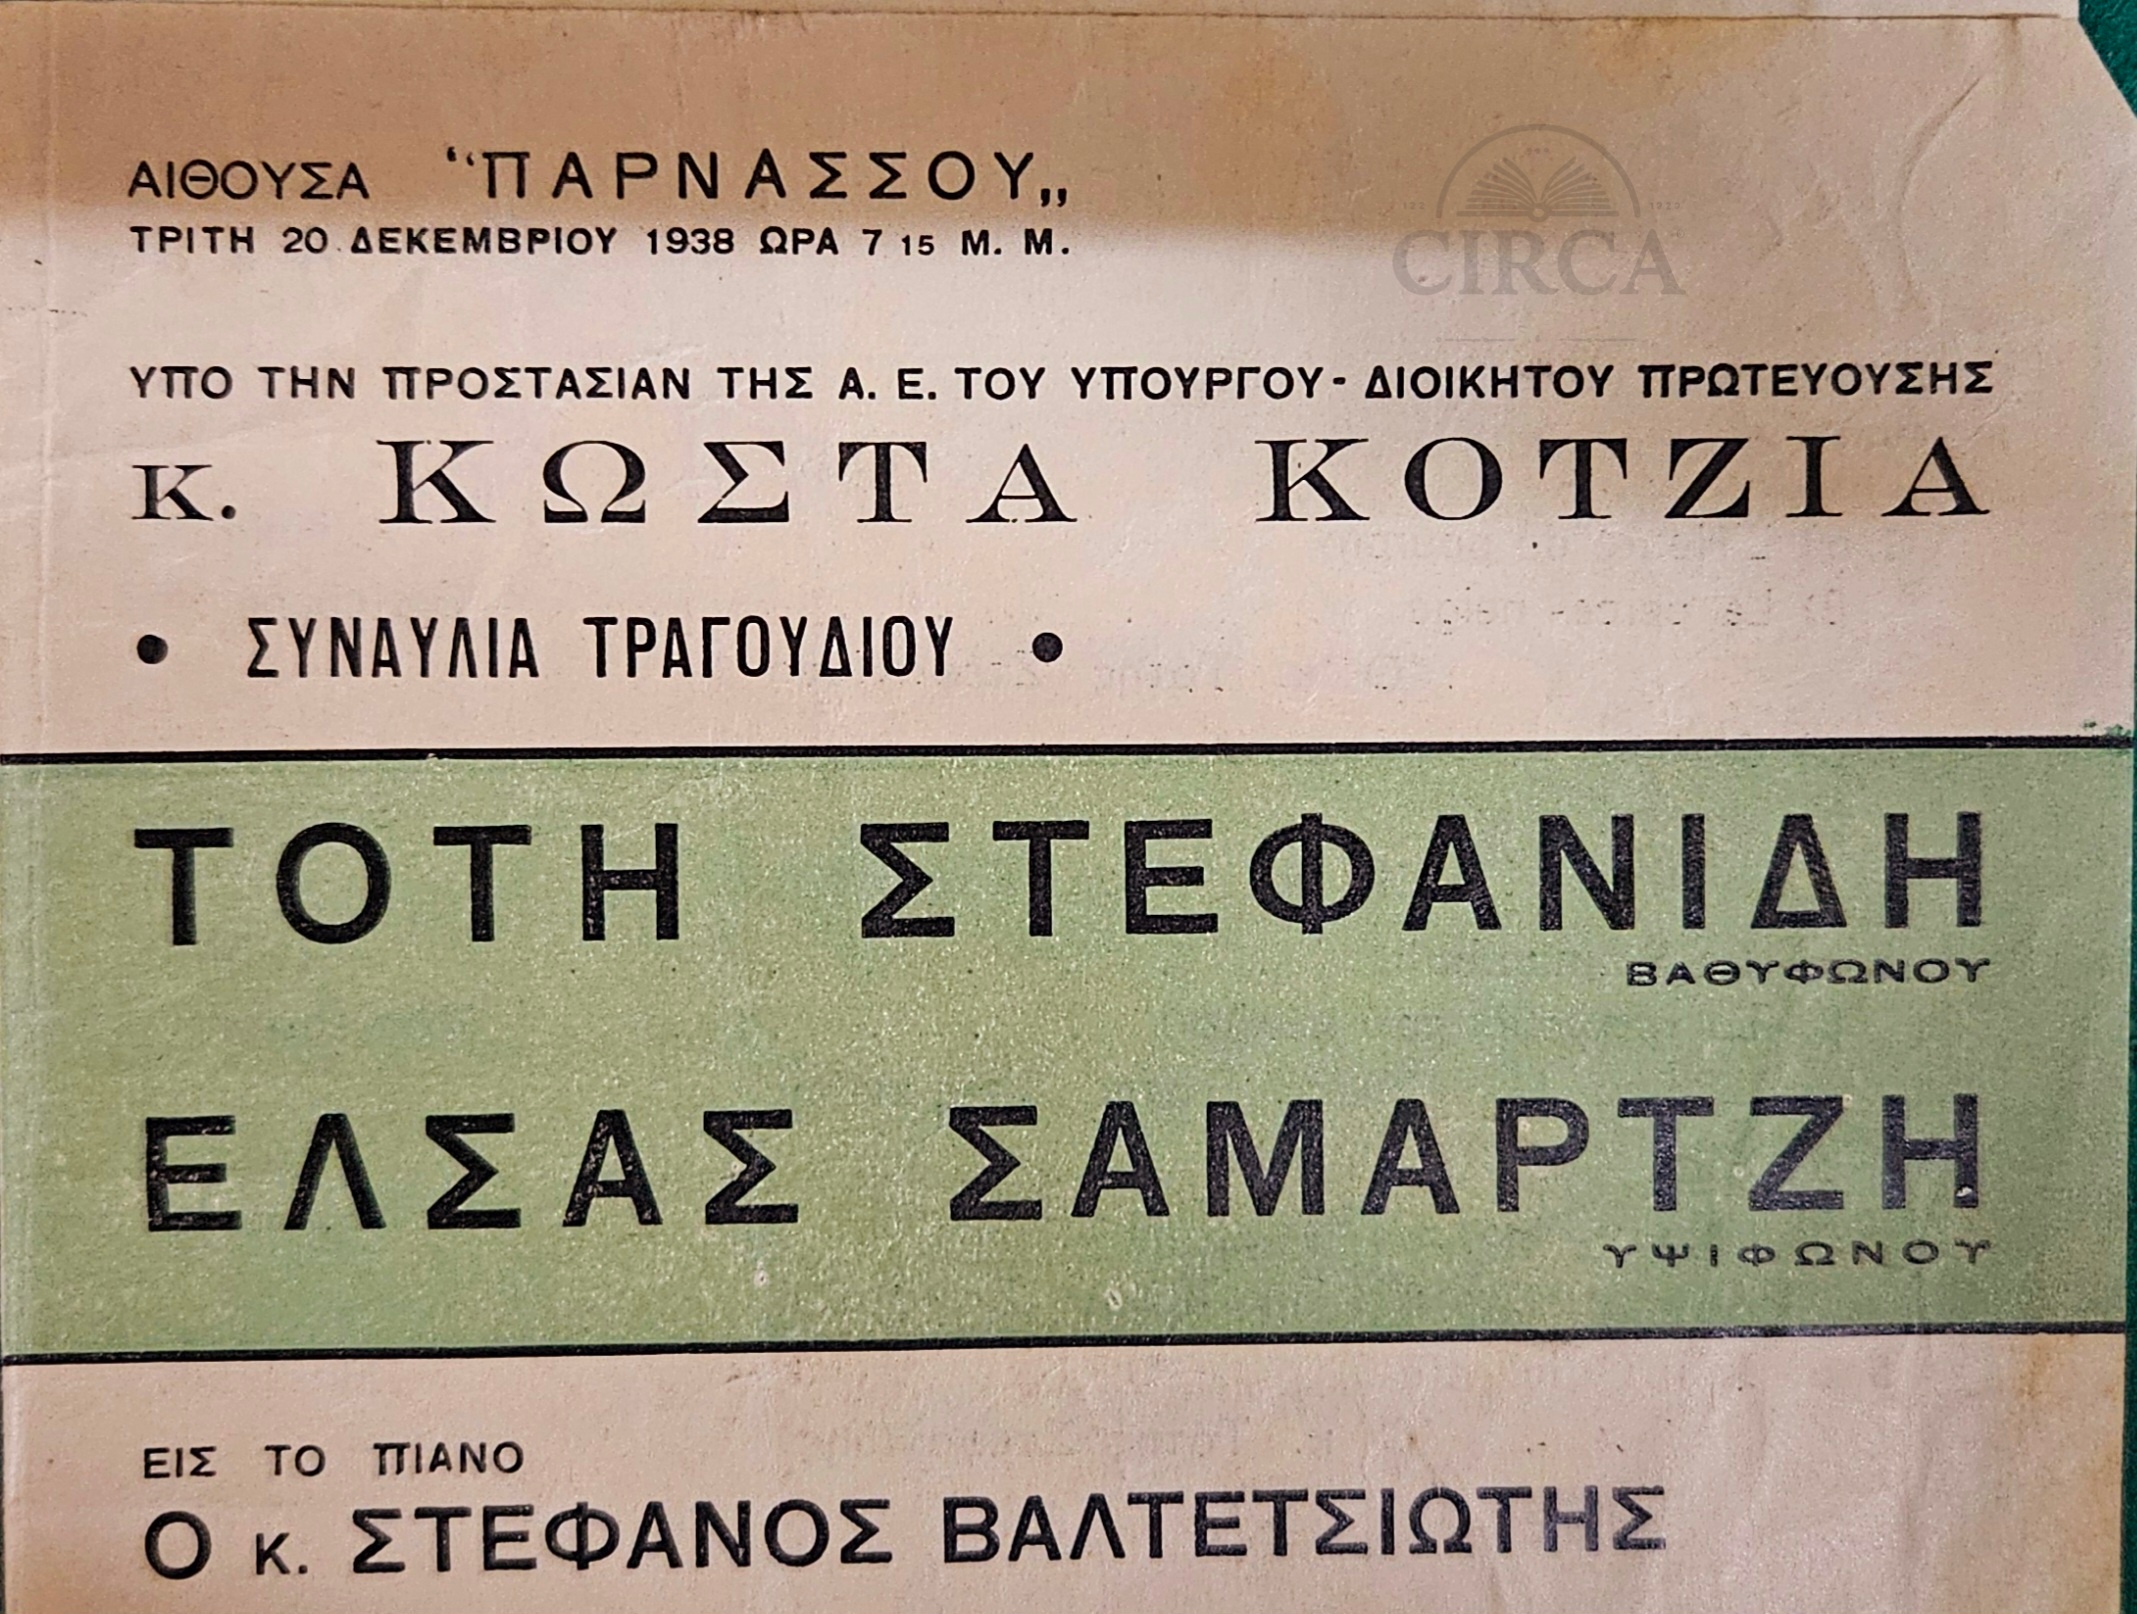 ΑΙΘΟΥΣΑ “ΠΑΡΝΑΣΣΟΥ„
ΤΡΙΤΗ 20 ΔΕΚΕΜΒΡΙΟΥ 1938 ΩΡΑ 7 15 Μ. Μ.
CIRCA
ΥΠΟ ΤΗΝ ΠΡΟΣΤΑΣΙΑΝ ΤΗΣ Α. Ε. ΤΟΥ ΥΠΟΥΡΓΟΥ - ΔΙΟΙΚΗΤΟΥ ΠΡΩΤΕΥΟΥΣΗΣ
Κ. ΚΩΣΤΑ ΚΟΤΖΙΑ
• ΣΥΝΑΥΛΙΑ ΤΡΑΓΟΥΔΙΟΥ •
ΤΟΤΗ ΣΤΕΦΑΝΙΔΗ
ΒΑΘΥΦΩΝΟΥ
ΕΛΣΑΣ ΣΑΜΑΡΤΖΗ
ΥΨΙΦΩΝΟΥ
ΕΙΣ ΤΟ ΠΙΑΝΟ
Ο κ. ΣΤΕΦΑΝΟΣ ΒΑΛΤΕΤΣΙΩΤΗΣ